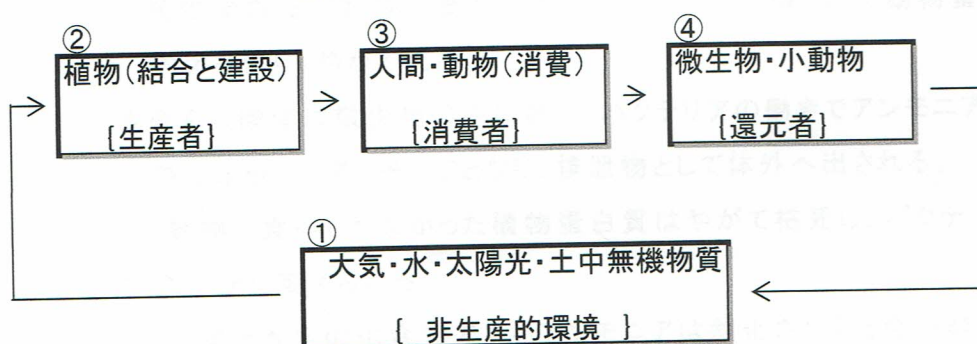 ②
植物（結合と建設）
｛生産者｝
③
人間・動物（消費）
｛消費者｝
④
微生物・小動物
｛還元者｝
①
大気・水・太陽光・土中無機物質
｛ 非生産的環境 ｝